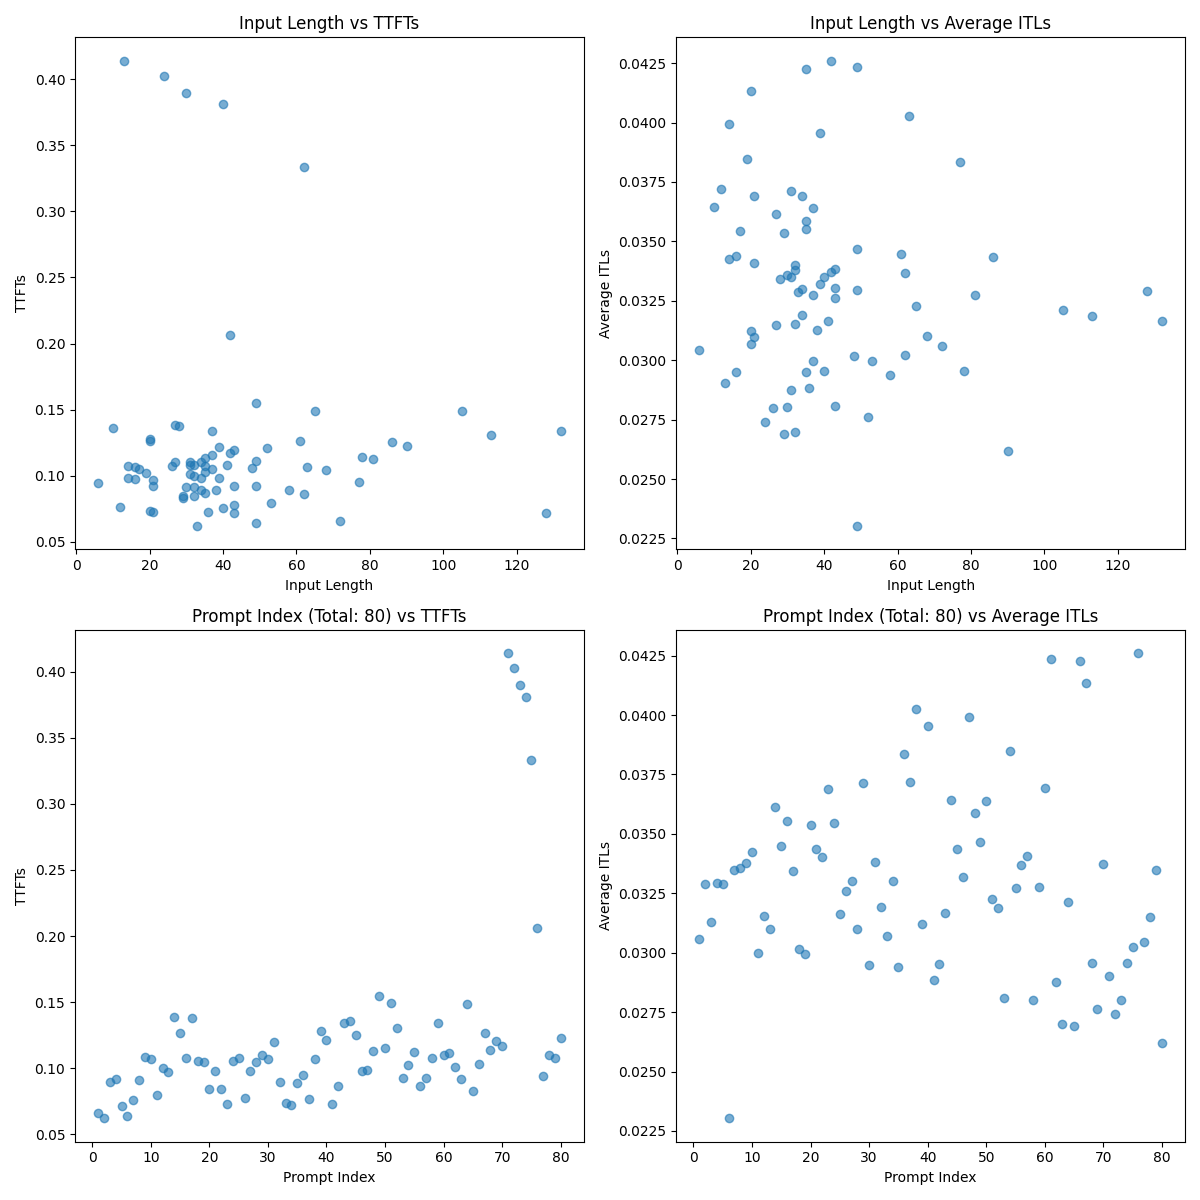 Input Length vs TTFTs
Input Length vs Average ITLs
TTFTs
0.40
0.35
0.30
0.25
0.20
0.15
0.10
0.05
0 20 40 60 80 100 120
Input Length
Average ITLs
0.0425
0.0400
0.0375
0.0350
0.0325
0.0300
0.0275
0.0250
0.0225
0 20 40 60 80 100 120
Input Length
Prompt Index (Total: 80) vs TTFTs
Prompt Index (Total: 80) vs Average ITLs
TTFTs
0.40
0.35
0.30
0.25
0.20
0.15
0.10
0.05
0 10 20 30 40 50 60 70 80
Prompt Index
Average ITLs
0.0425
0.0400
0.0375
0.0350
0.0325
0.0300
0.0275
0.0250
0.0225
0 10 20 30 40 50 60 70 80
Prompt Index